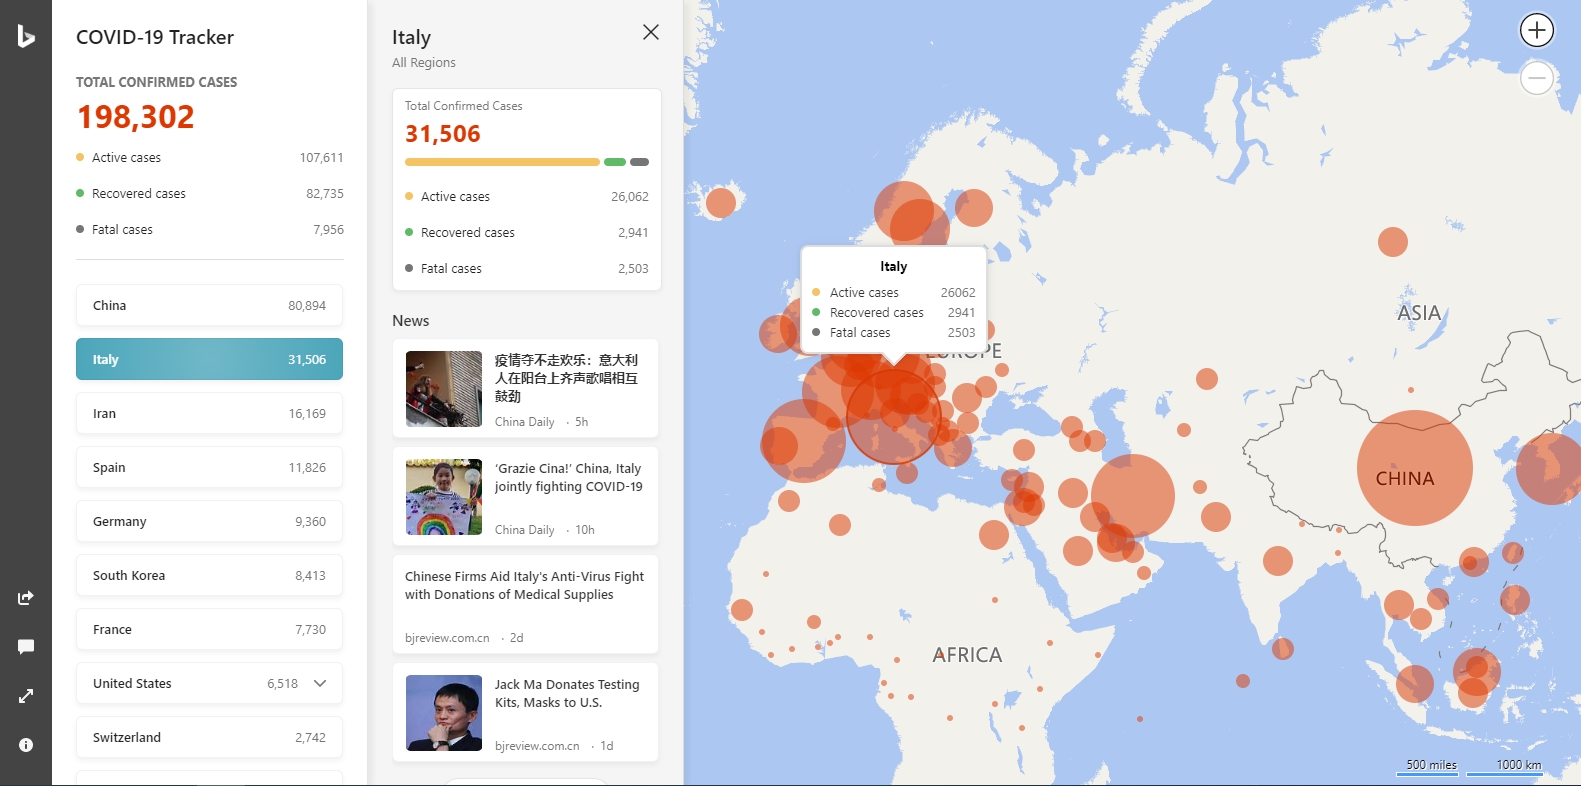 COVID-19 Tracker
TOTAL CONFIRMED CASES
198,302
Active cases 107,611
Recovered cases 82,735
Fatal cases 7,956
China 80,894
Italy 31,506
Iran 16,169
Spain 11,826
Germany 9,360
South Korea 8,413
France 7,730
United States 6,518
Switzerland 2,742
Italy
All Regions
Total Confirmed Cases
31,506
Active cases 26,062
Recovered cases 2,941
Fatal cases 2,503
News
疫情夺不走欢乐：意大利
人在阳台上齐声歌唱相互
鼓劲
China Daily · 5h
‘Grazie Cina!’ China, Italy
jointly fighting COVID-19
China Daily · 10h
Chinese Firms Aid Italy's Anti-Virus Fight
with Donations of Medical Supplies
bjreview.com.cn · 2d
Jack Ma Donates Testing
Kits, Masks to U.S.
bjreview.com.cn · 1d
Italy
Active cases 26062
Recovered cases 2941
Fatal cases 2503
EUROPE
ASIA
CHINA
AFRICA
500 miles 1000 km